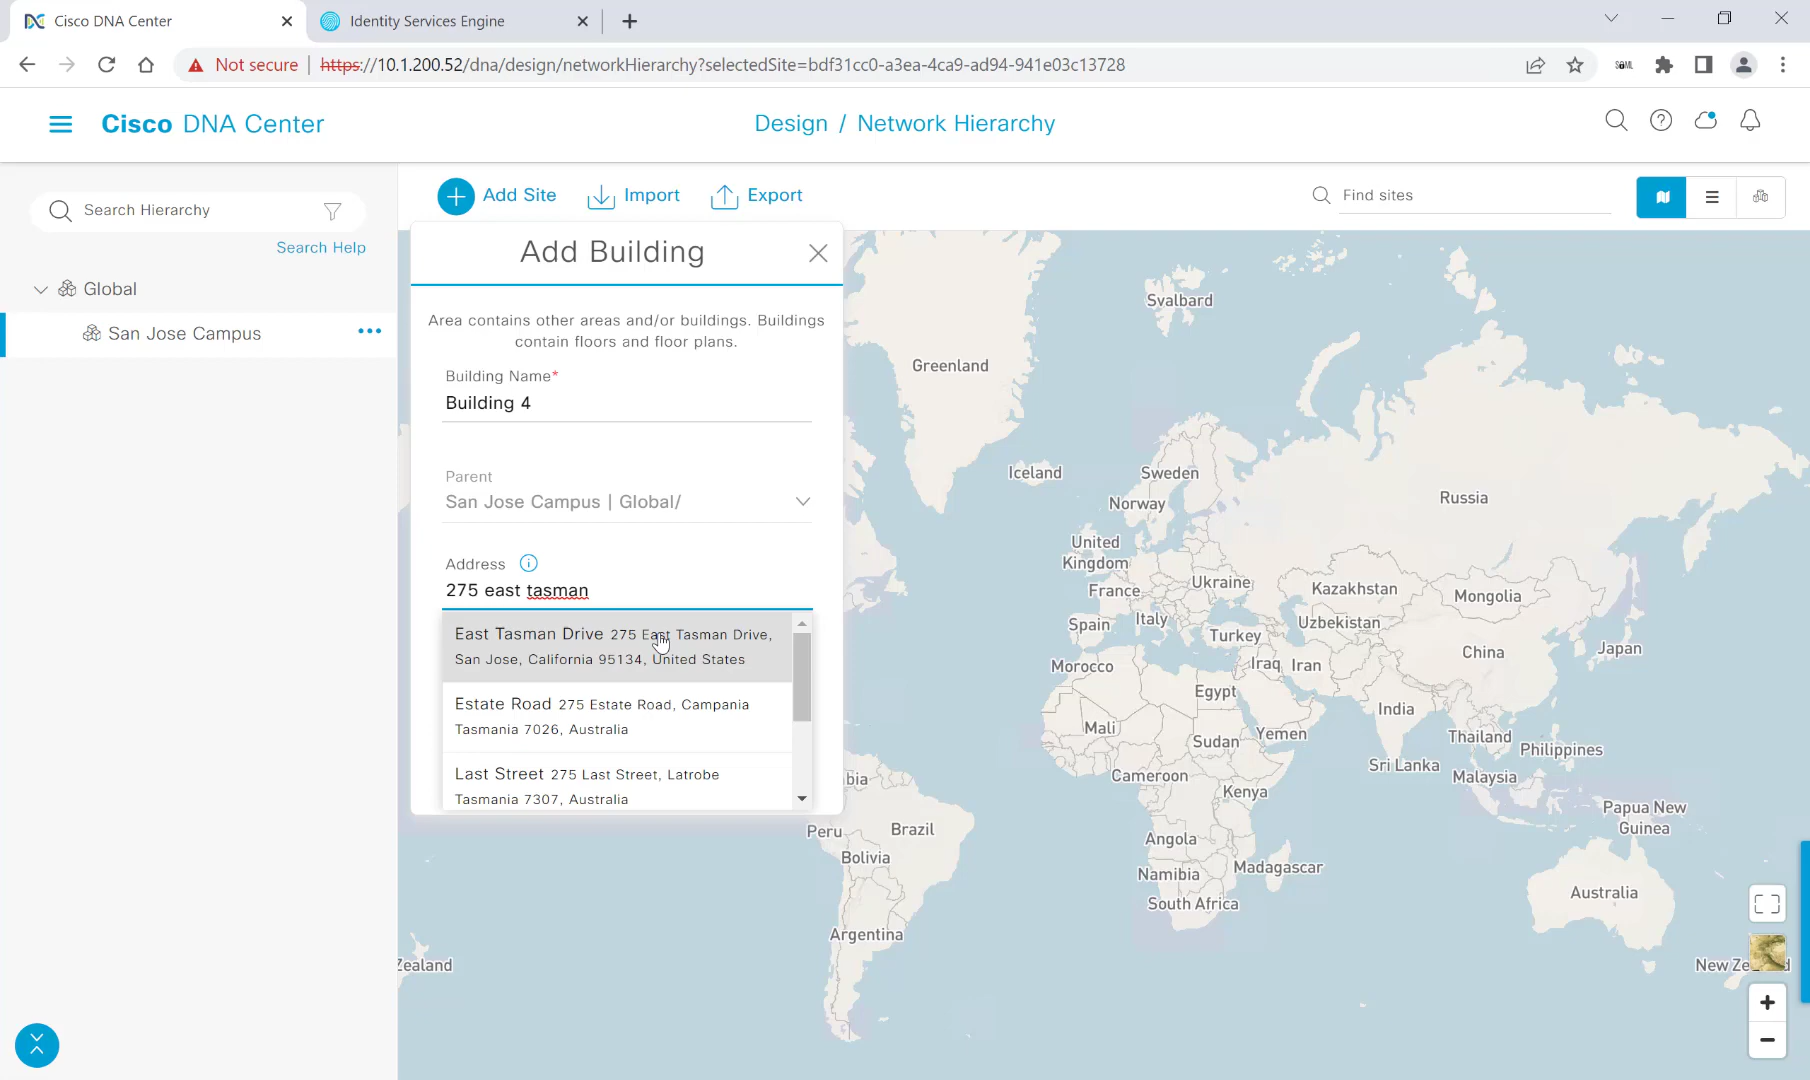 Cisco DNA Center
Identity Services Engine
Not secure
https://10.1.200.52/dna/design/networkHierarchy?selectedSite=bdf31cc0-a3ea-4ca9-ad94-941e03c13728
Cisco DNA Center
Design / Network Hierarchy
Search Hierarchy
Search Help
Global
San Jose Campus
Add Site
Import
Export
Find sites
Add Building
Area contains other areas and/or buildings. Buildings
contain floors and floor plans.
Building Name*
Building 4
Parent
San Jose Campus | Global/
Address
275 east tasman
East Tasman Drive 275 East Tasman Drive,
San Jose, California 95134, United States
Estate Road 275 Estate Road, Campania
Tasmania 7026, Australia
Last Street 275 Last Street, Latrobe
Tasmania 7307, Australia
Svalbard
Greenland
Iceland
Sweden
Norway
Russia
United
Kingdom
Ukraine
Kazakhstan
Mongolia
France
Uzbekistan
Spain
Italy
Turkey
Japan
Morocco
Iraq
Iran
China
Egypt
India
Mali
Sudan
Yemen
Thailand
Philippines
Cameroon
Sri Lanka
Malaysia
bia
Kenya
Papua New
Guinea
Peru
Brazil
Angola
Bolivia
Namibia
Madagascar
South Africa
Australia
Argentina
Zealand
New Ze
d